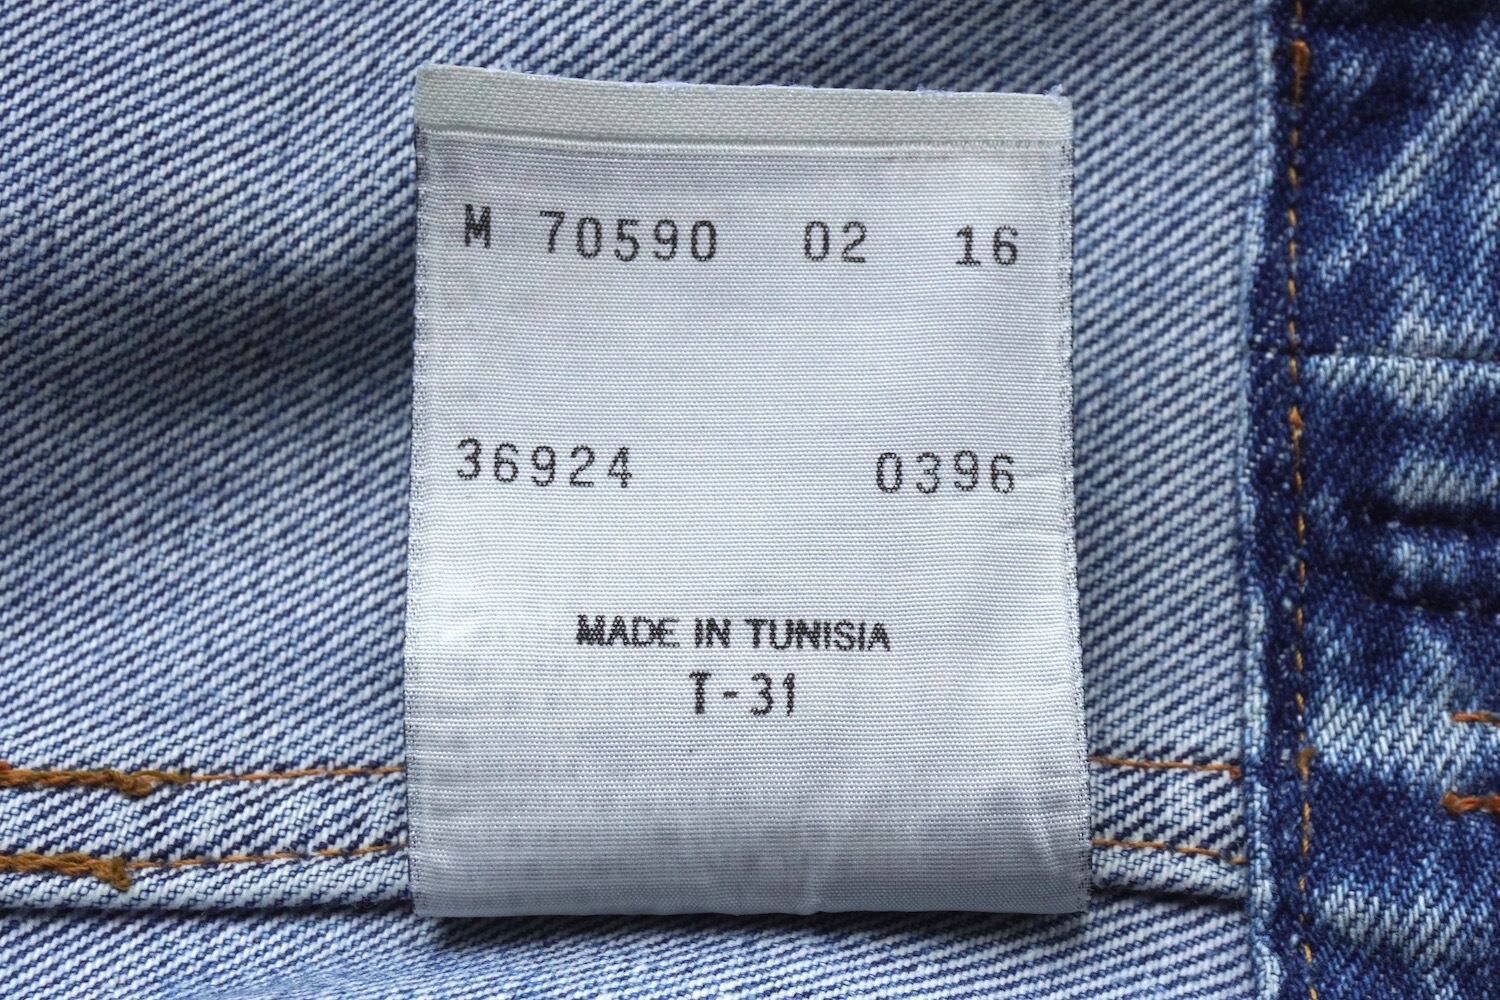 M 70590 02 16
36924 0396
MADE IN TUNISIA
T-31